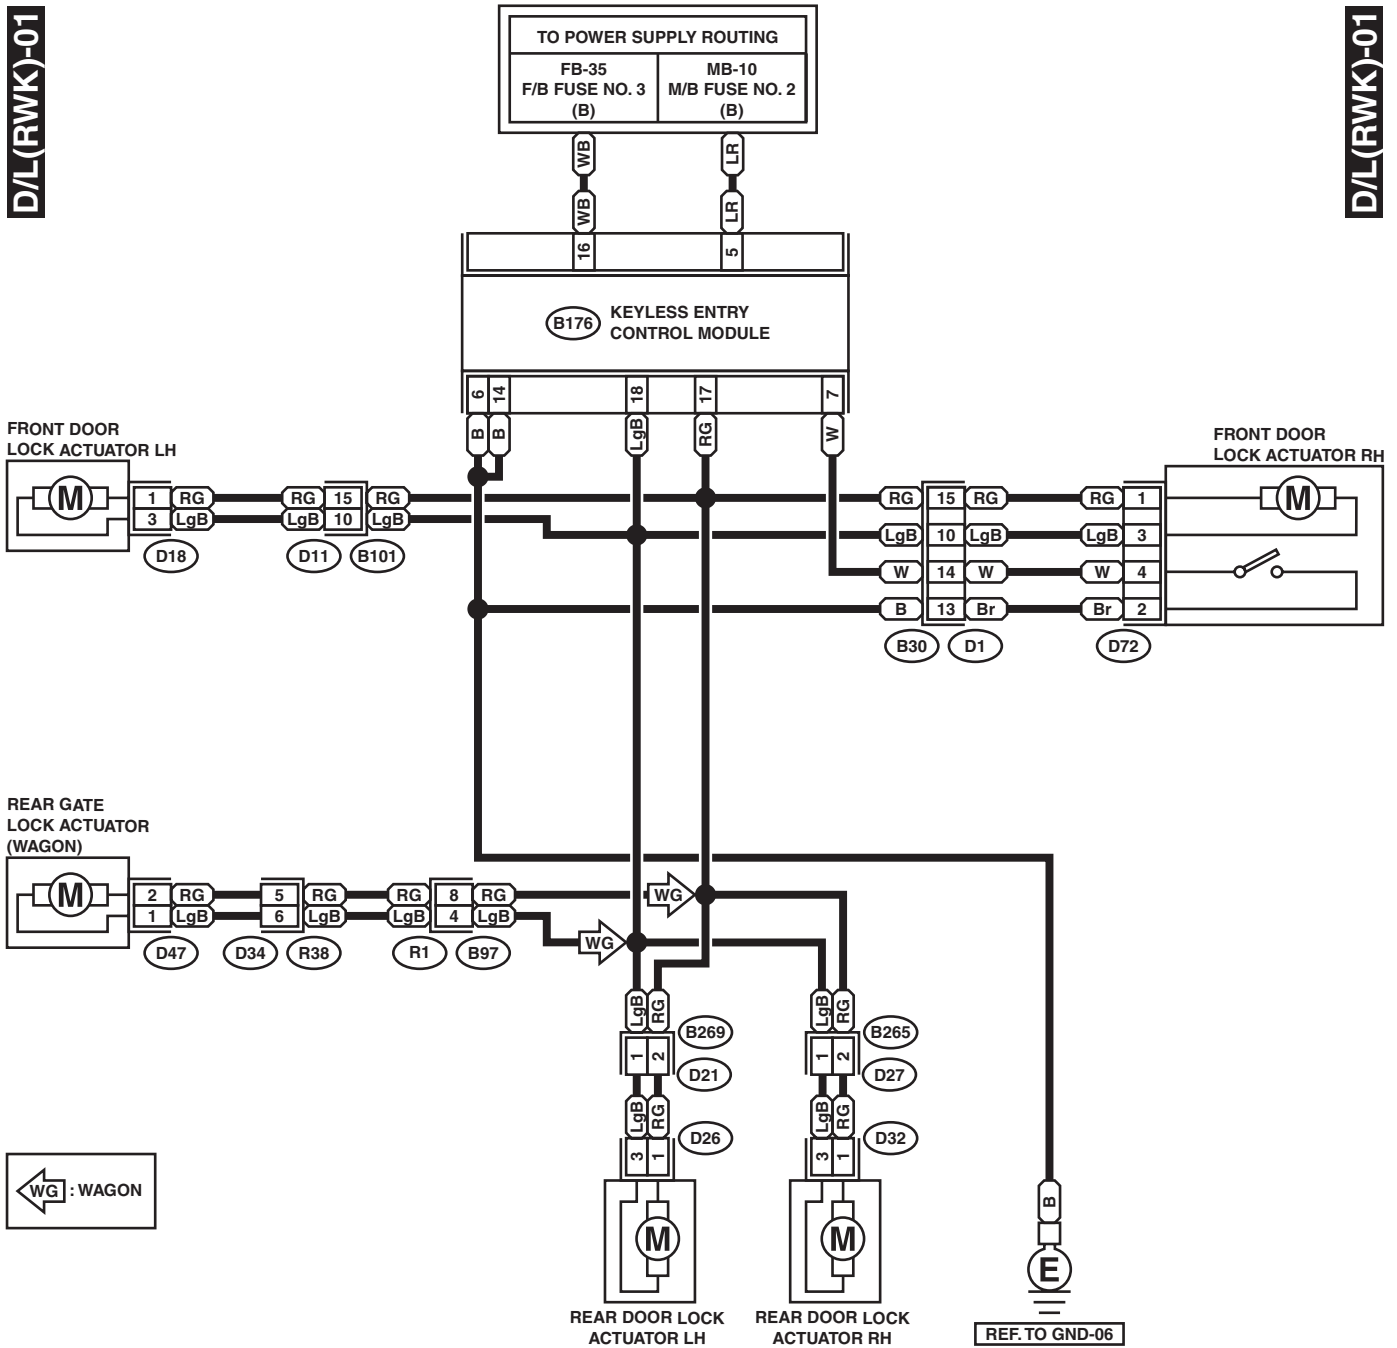 D/L(RWK)-01
D/L(RWK)-01
TO POWER SUPPLY ROUTING
FB-35
F/B FUSE NO. 3
(B)
MB-10
M/B FUSE NO. 2
(B)
WB
LR
WB
LR
16
5
B176
KEYLESS ENTRY
CONTROL MODULE
6
14
18
17
7
B
B
LgB
RG
W
FRONT DOOR
LOCK ACTUATOR LH
M
1
RG
RG
15
RG
3
LgB
LgB
10
LgB
D18
D11
B101
FRONT DOOR
LOCK ACTUATOR RH
RG
15
RG
RG
1
M
LgB
10
LgB
LgB
3
W
14
W
W
4
B
13
Br
Br
2
B30
D1
D72
REAR GATE
LOCK ACTUATOR
(WAGON)
M
2
RG
5
RG
RG
8
RG
WG
1
LgB
6
LgB
LgB
4
LgB
WG
D47
D34
R38
R1
B97
LgB
RG
B269
1
2
D21
LgB
RG
D26
3
1
M
REAR DOOR LOCK
ACTUATOR LH
LgB
RG
B265
1
2
D27
LgB
RG
D32
3
1
M
REAR DOOR LOCK
ACTUATOR RH
WG : WAGON
B
E
REF. TO GND-06